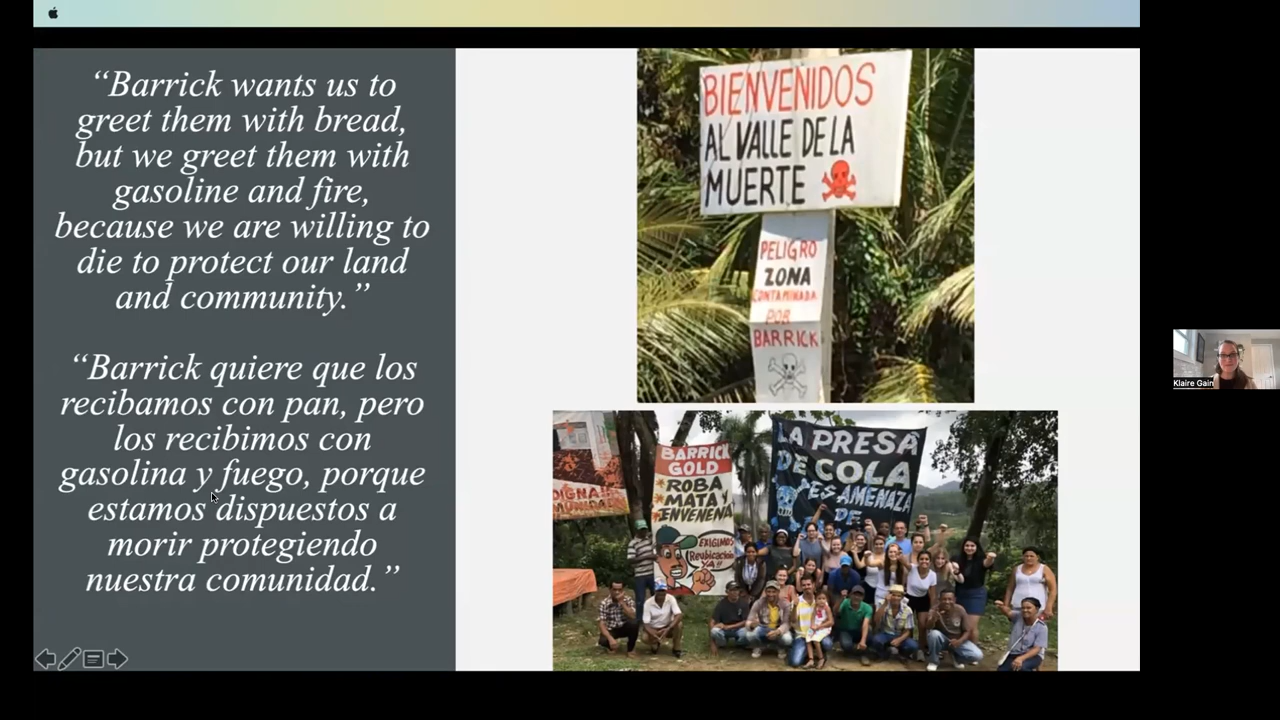 “Barrick wants us to
greet them with bread,
but we greet them with
gasoline and fire,
because we are willing to
die to protect our land
and community.”
“Barrick quiere que los
recibamos con pan, pero
los recibimos con
gasolina y fuego, porque
estamos dispuestos a
morir protegiendo
nuestra comunidad.”
BIENVENIDOS
AL VALLE DE LA
MUERTE
PELIGRO
ZONA
CONTAMINADA
POR
BARRICK
BARRICK
GOLD
ROBA
MATA Y
ENVENENA
EXIGIMOS
Reubicación
YA!!
LA PRESA
DE COLA
ES AMENAZA
DE
Klaire Gain